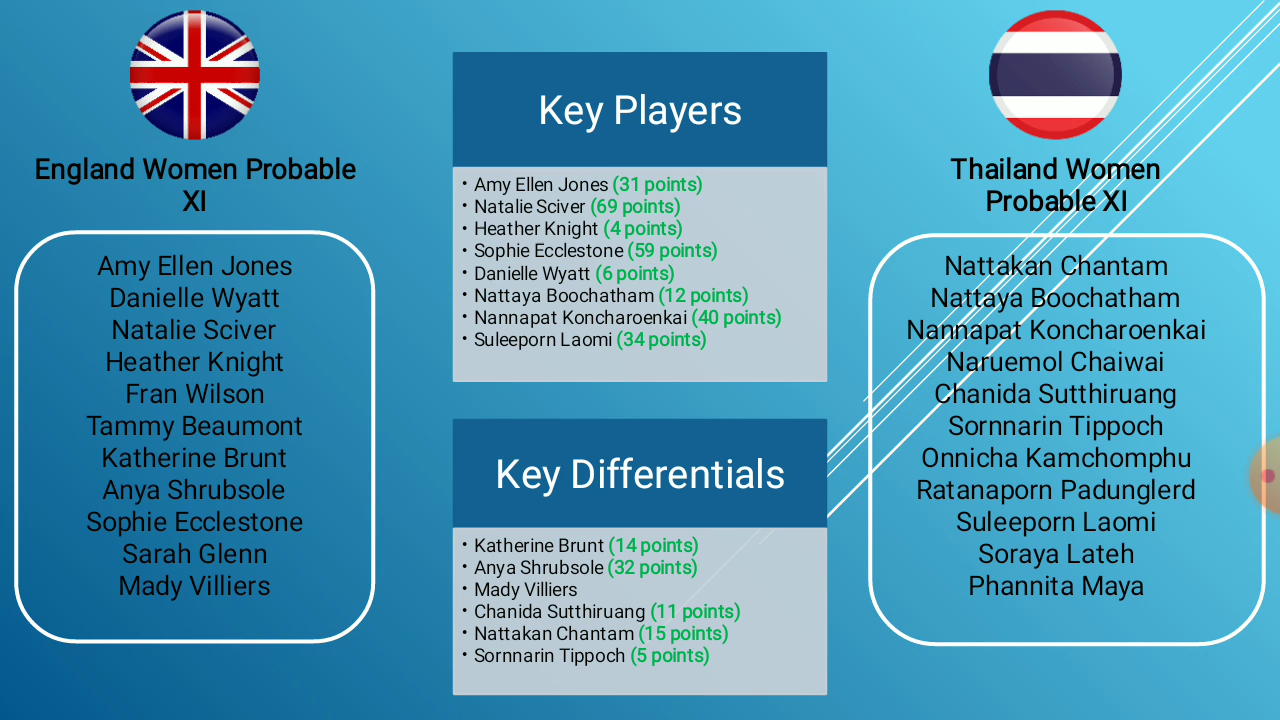 England Women Probable
XI
Amy Ellen Jones
Danielle Wyatt
Natalie Sciver
Heather Knight
Fran Wilson
Tammy Beaumont
Katherine Brunt
Anya Shrubsole
Sophie Ecclestone
Sarah Glenn
Mady Villiers
Key Players
• Amy Ellen Jones (31 points)
• Natalie Sciver (69 points)
• Heather Knight (4 points)
• Sophie Ecclestone (59 points)
• Danielle Wyatt (6 points)
• Nattaya Boochatham (12 points)
• Nannapat Koncharoenkai (40 points)
• Suleeporn Laomi (34 points)
Key Differentials
• Katherine Brunt (14 points)
• Anya Shrubsole (32 points)
• Mady Villiers
• Chanida Sutthiruang (11 points)
• Nattakan Chantam (15 points)
• Sornnarin Tippoch (5 points)
Thailand Women
Probable XI
Nattakan Chantam
Nattaya Boochatham
Nannapat Koncharoenkai
Naruemol Chaiwai
Chanida Sutthiruang
Sornnarin Tippoch
Onnicha Kamchomphu
Ratanaporn Padunglerd
Suleeporn Laomi
Soraya Lateh
Phannita Maya